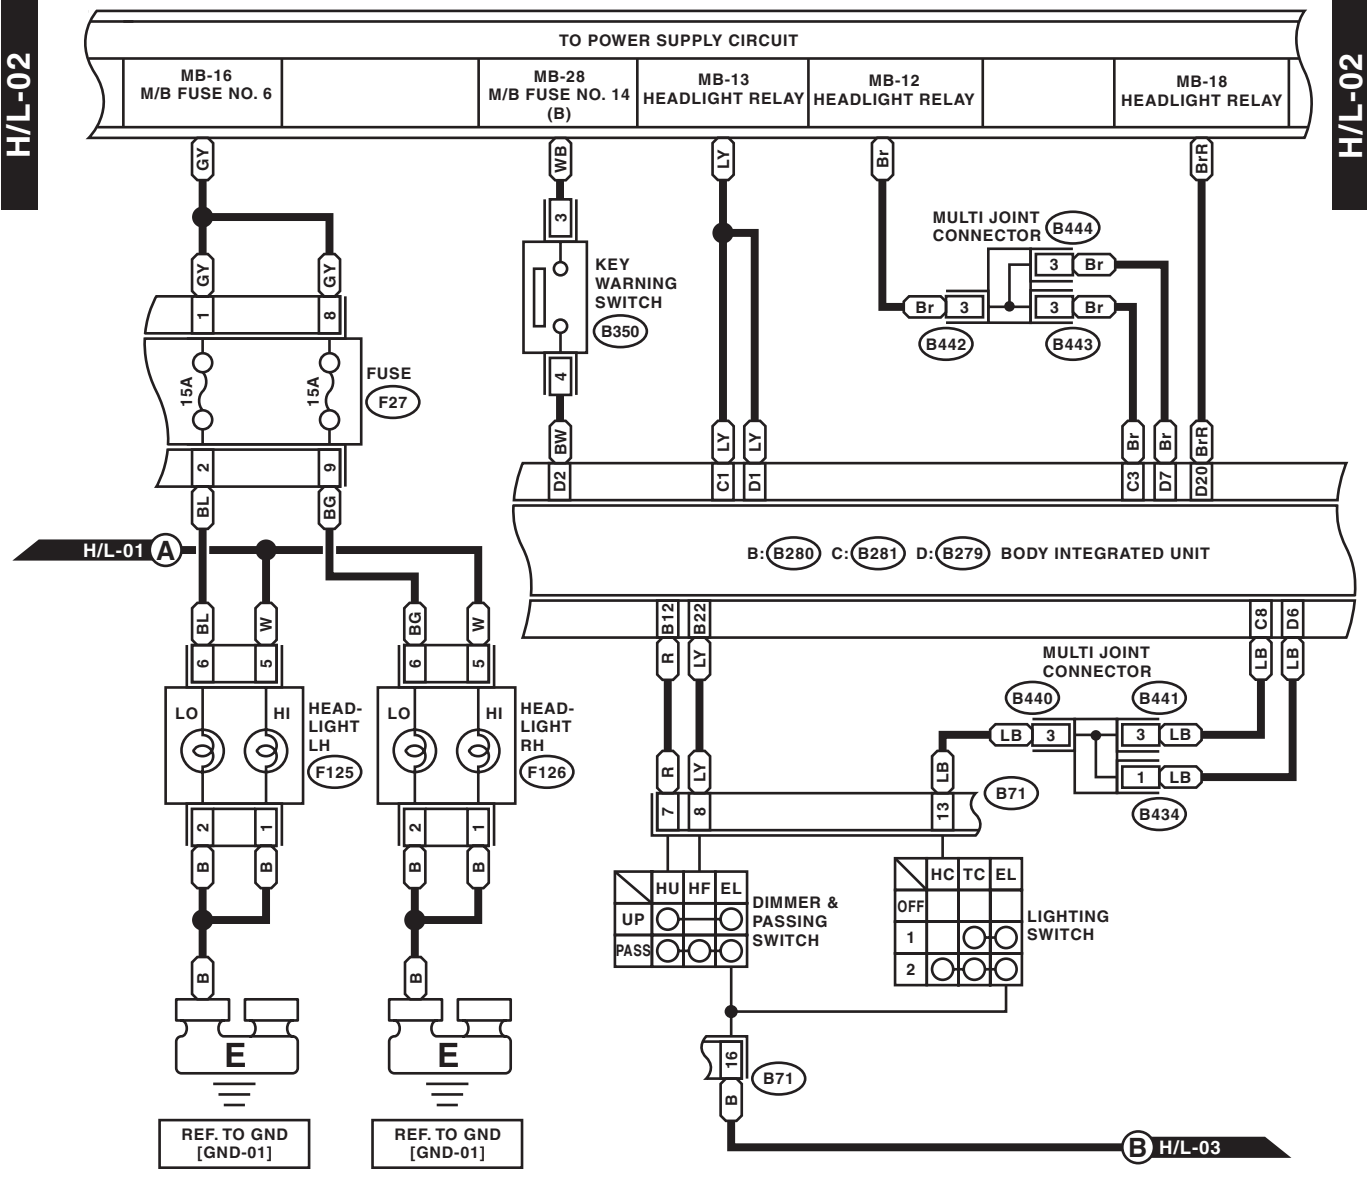 H/L-02
H/L-02
TO POWER SUPPLY CIRCUIT
MB-16
M/B FUSE NO. 6
MB-28
M/B FUSE NO. 14
(B)
MB-13
HEADLIGHT RELAY
MB-12
HEADLIGHT RELAY
MB-18
HEADLIGHT RELAY
GY
WB
LY
Br
BrR
GY
GY
1
8
15A
15A
FUSE
F27
2
9
BL
BG
3
KEY
WARNING
SWITCH
B350
4
BW
LY
LY
MULTI JOINT
CONNECTOR
B444
3
Br
Br
3
3
Br
B442
B443
Br
Br
BrR
D2
C1
D1
C3
D7
D20
B:
B280
C:
B281
D:
B279
BODY INTEGRATED UNIT
B12
B22
C8
D6
R
LY
LB
LB
H/L-01
A
BL
W
BG
W
6
5
6
5
LO
HI
HEAD-
LIGHT
LH
F125
LO
HI
HEAD-
LIGHT
RH
F126
2
1
2
1
B
B
B
B
B
B
E
E
REF. TO GND
[GND-01]
REF. TO GND
[GND-01]
MULTI JOINT
CONNECTOR
B440
B441
LB
3
3
LB
1
LB
B434
R
LY
LB
7
8
13
B71
HU
HF
EL
UP
PASS
DIMMER &
PASSING
SWITCH
HC
TC
EL
OFF
1
2
LIGHTING
SWITCH
16
B71
B
B
H/L-03